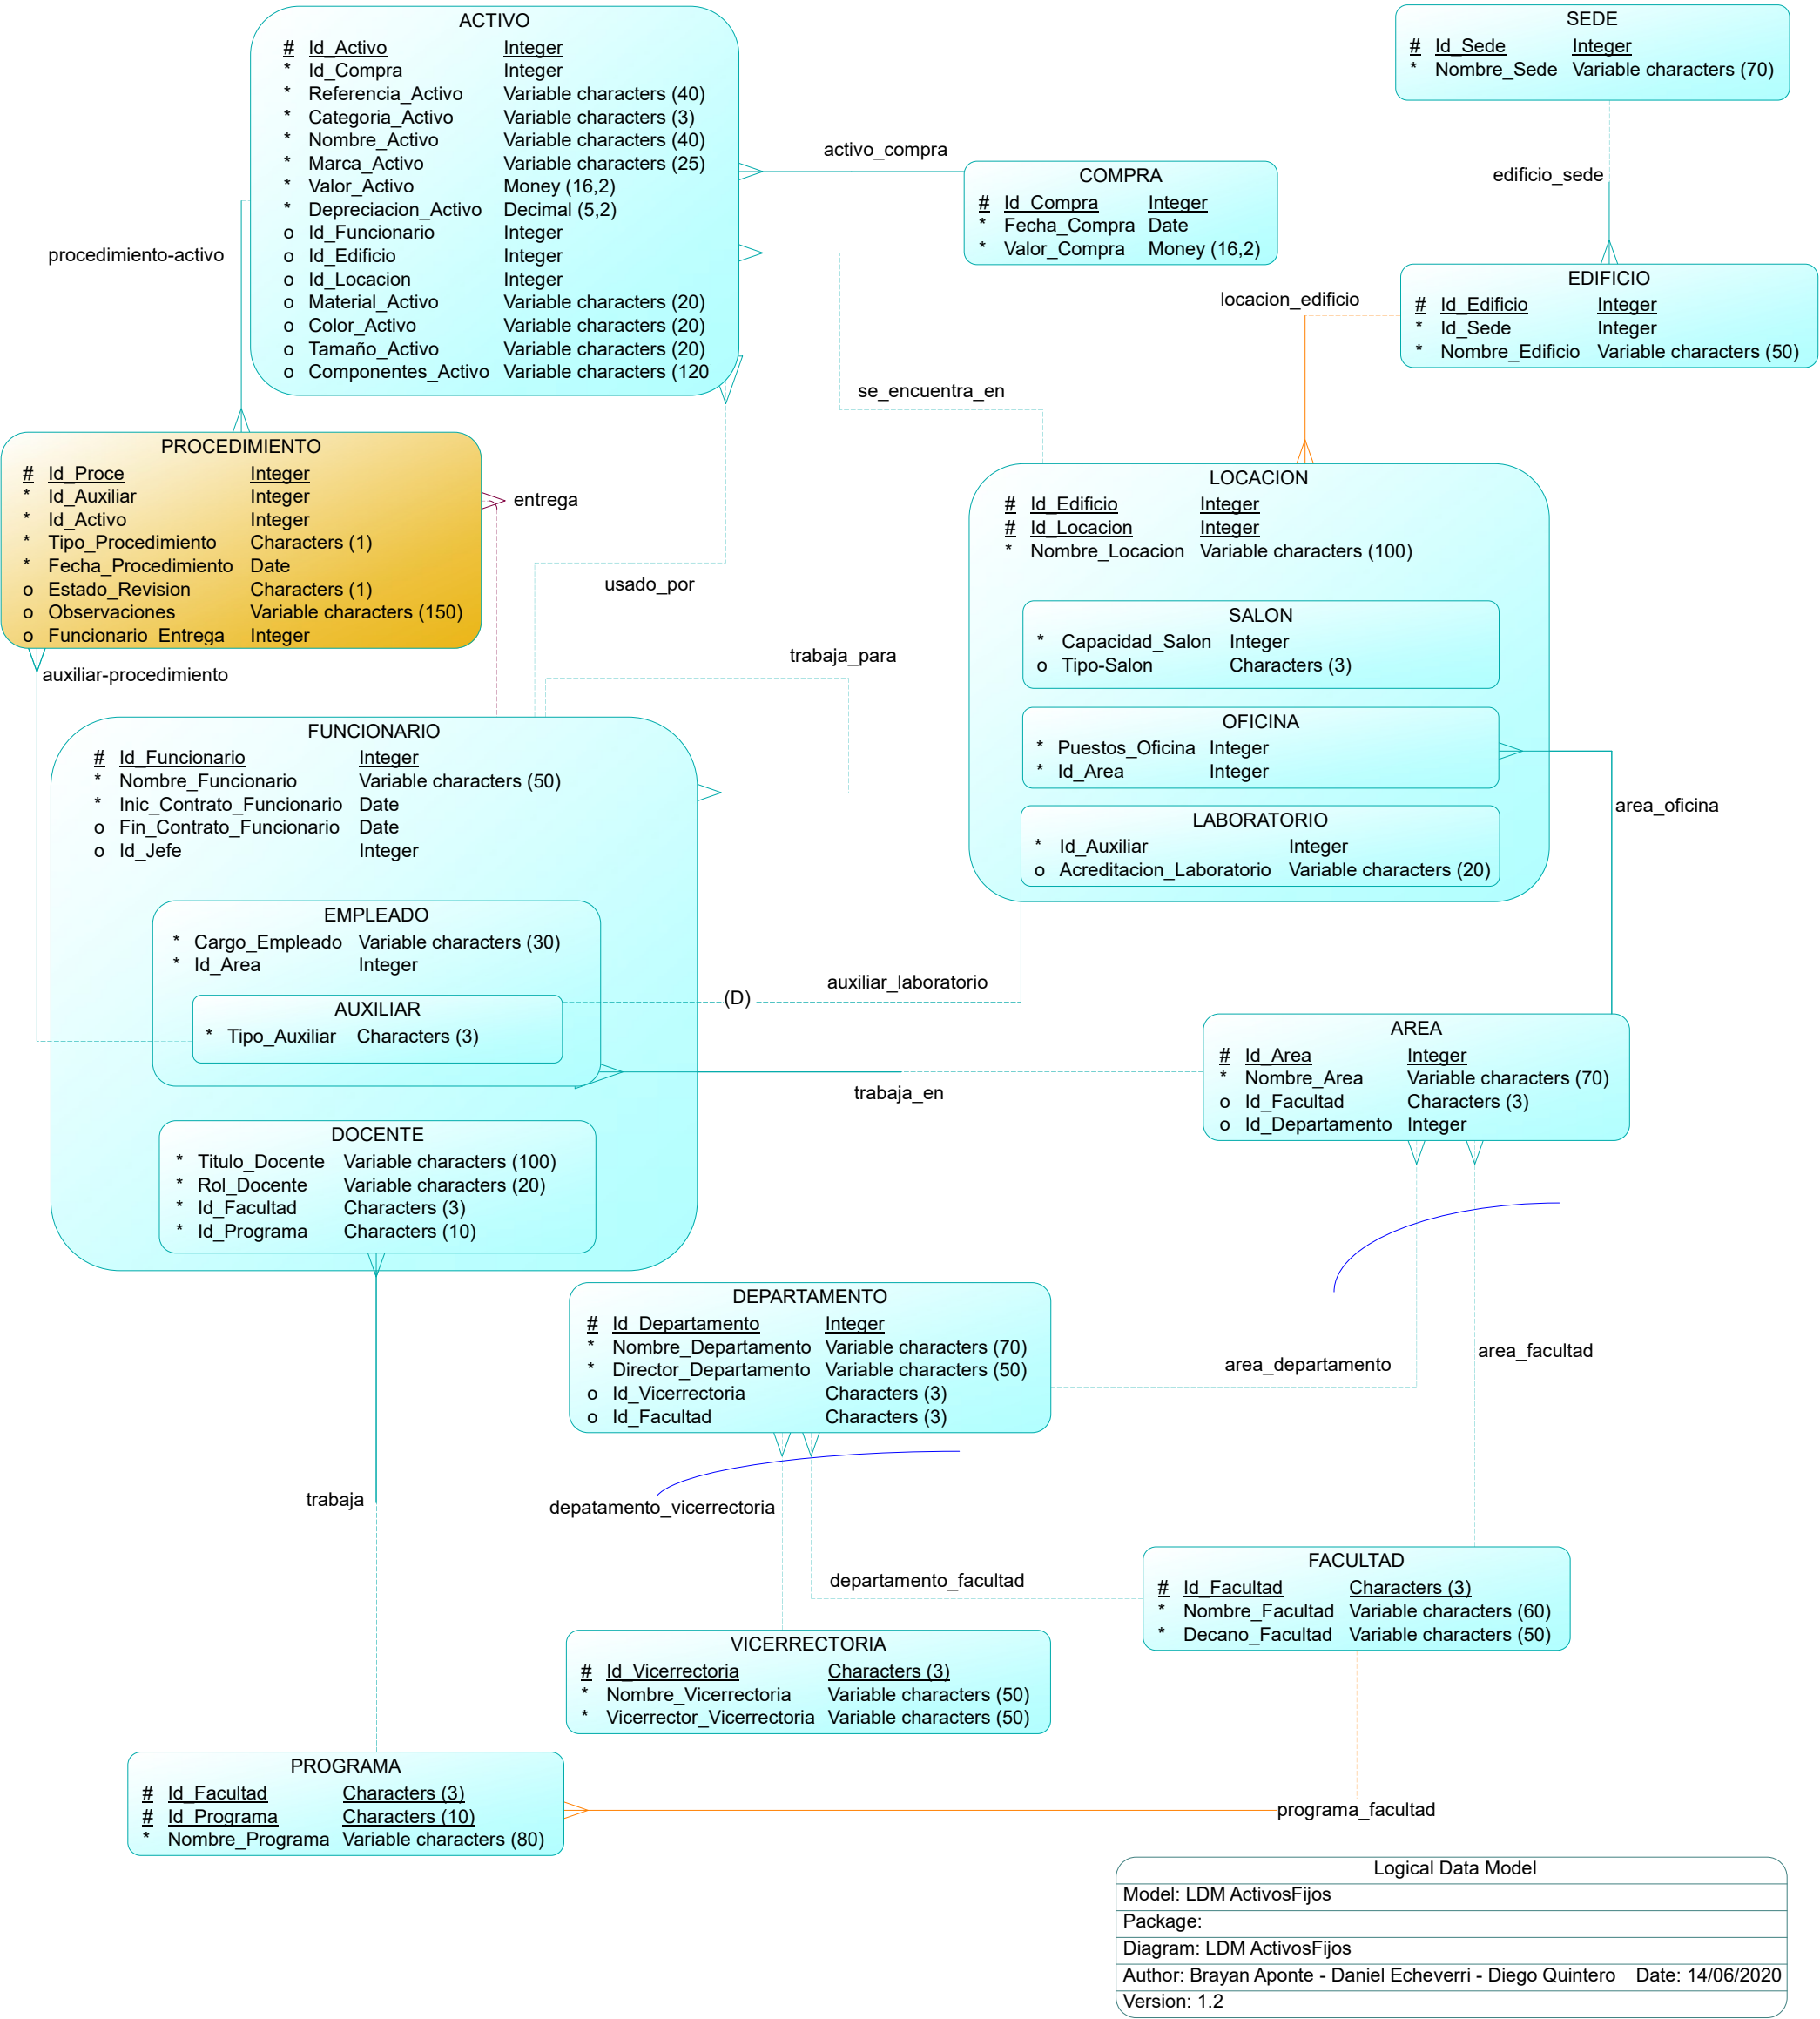 ACTIVO
# Id_Activo Integer
* Id_Compra Integer
* Referencia_Activo Variable characters (40)
* Categoria_Activo Variable characters (3)
* Nombre_Activo Variable characters (40)
* Marca_Activo Variable characters (25)
* Valor_Activo Money (16,2)
* Depreciacion_Activo Decimal (5,2)
o Id_Funcionario Integer
o Id_Edificio Integer
o Id_Locacion Integer
o Material_Activo Variable characters (20)
o Color_Activo Variable characters (20)
o Tamaño_Activo Variable characters (20)
o Componentes_Activo Variable characters (120)
SEDE
# Id_Sede Integer
* Nombre_Sede Variable characters (70)
activo_compra
COMPRA
# Id_Compra Integer
* Fecha_Compra Date
* Valor_Compra Money (16,2)
edificio_sede
procedimiento-activo
EDIFICIO
# Id_Edificio Integer
* Id_Sede Integer
* Nombre_Edificio Variable characters (50)
locacion_edificio
se_encuentra_en
PROCEDIMIENTO
# Id_Proce Integer
* Id_Auxiliar Integer
* Id_Activo Integer
* Tipo_Procedimiento Characters (1)
* Fecha_Procedimiento Date
o Estado_Revision Characters (1)
o Observaciones Variable characters (150)
o Funcionario_Entrega Integer
entrega
usado_por
LOCACION
# Id_Edificio Integer
# Id_Locacion Integer
* Nombre_Locacion Variable characters (100)
SALON
* Capacidad_Salon Integer
o Tipo-Salon Characters (3)
OFICINA
* Puestos_Oficina Integer
* Id_Area Integer
LABORATORIO
* Id_Auxiliar Integer
o Acreditacion_Laboratorio Variable characters (20)
auxiliar-procedimiento
trabaja_para
area_oficina
FUNCIONARIO
# Id_Funcionario Integer
* Nombre_Funcionario Variable characters (50)
* Inic_Contrato_Funcionario Date
o Fin_Contrato_Funcionario Date
o Id_Jefe Integer
EMPLEADO
* Cargo_Empleado Variable characters (30)
* Id_Area Integer
AUXILIAR
* Tipo_Auxiliar Characters (3)
(D)
auxiliar_laboratorio
trabaja_en
AREA
# Id_Area Integer
* Nombre_Area Variable characters (70)
o Id_Facultad Characters (3)
o Id_Departamento Integer
DOCENTE
* Titulo_Docente Variable characters (100)
* Rol_Docente Variable characters (20)
* Id_Facultad Characters (3)
* Id_Programa Characters (10)
DEPARTAMENTO
# Id_Departamento Integer
* Nombre_Departamento Variable characters (70)
* Director_Departamento Variable characters (50)
o Id_Vicerrectoria Characters (3)
o Id_Facultad Characters (3)
area_departamento
area_facultad
trabaja
depatamento_vicerrectoria
departamento_facultad
FACULTAD
# Id_Facultad Characters (3)
* Nombre_Facultad Variable characters (60)
* Decano_Facultad Variable characters (50)
VICERRECTORIA
# Id_Vicerrectoria Characters (3)
* Nombre_Vicerrectoria Variable characters (50)
* Vicerrector_Vicerrectoria Variable characters (50)
PROGRAMA
# Id_Facultad Characters (3)
# Id_Programa Characters (10)
* Nombre_Programa Variable characters (80)
programa_facultad
Logical Data Model
Model: LDM ActivosFijos
Package:
Diagram: LDM ActivosFijos
Author: Brayan Aponte - Daniel Echeverri - Diego Quintero Date: 14/06/2020
Version: 1.2